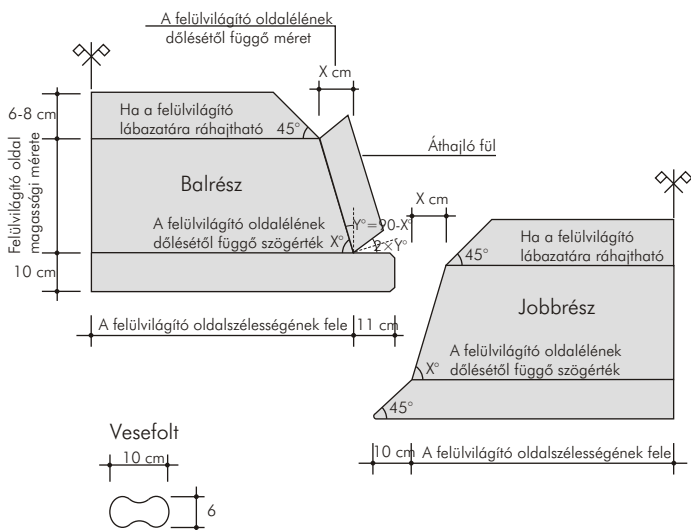 A felülvilágító oldalélének
dőlésétől függő méret
X cm
6-8 cm
Ha a felülvilágító
lábazatára ráhajtható
45°
Felülvilágító oldal
magassági mérete
Balrész
Áthajló fül
A felülvilágító oldalélének
dőlésétől függő szögérték
X°
Y°=90-X°
2×Y°
10 cm
A felülvilágító oldalszélességének fele
11 cm
X cm
45°
Ha a felülvilágító
lábazatára ráhajtható
Jobbrész
A felülvilágító oldalélének
dőlésétől függő szögérték
X°
45°
10 cm
A felülvilágító oldalszélességének fele
Vesefolt
10 cm
6